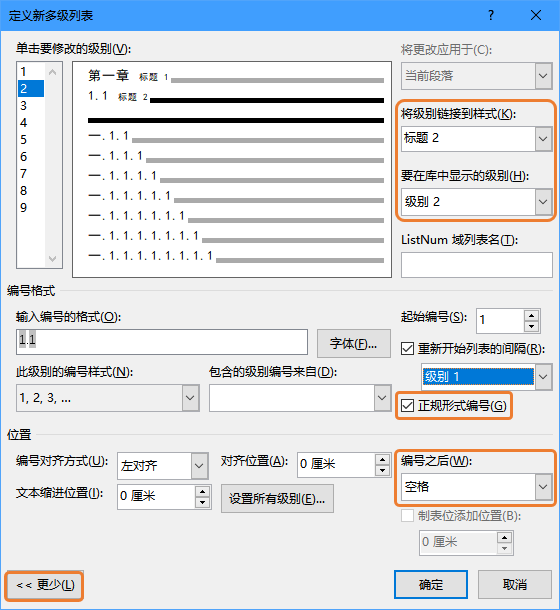 定义新多级列表
单击要修改的级别(V):
将更改应用于(C):
1
2
3
4
5
6
7
8
9
第一章 标题 1
1.1 标题 2
一.1.1
一.1.1.1
一.1.1.1.1
一.1.1.1.1.1
一.1.1.1.1.1.1
一.1.1.1.1.1.1.1
一.1.1.1.1.1.1.1.1
当前段落
将级别链接到样式(K):
标题 2
要在库中显示的级别(H):
级别 2
ListNum 域列表名(T):
编号格式
输入编号的格式(O):
1.1
字体(F)...
起始编号(S): 1
重新开始列表的间隔(R):
级别 1
此级别的编号样式(N):
1, 2, 3, ...
包含的级别编号来自(D):
正规形式编号(G)
位置
编号对齐方式(U): 左对齐
对齐位置(A): 0 厘米
编号之后(W):
空格
文本缩进位置(I): 0 厘米
设置所有级别(E)...
制表位添加位置(B):
0 厘米
<< 更少(L)
确定
取消